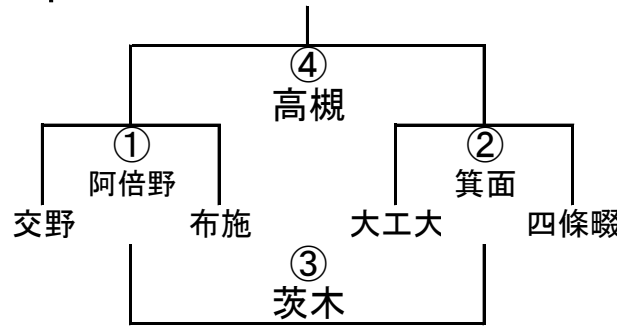 ④
高槻
① ②
阿倍野 箕面
交野 布施 大工大 四條畷
③
茨木